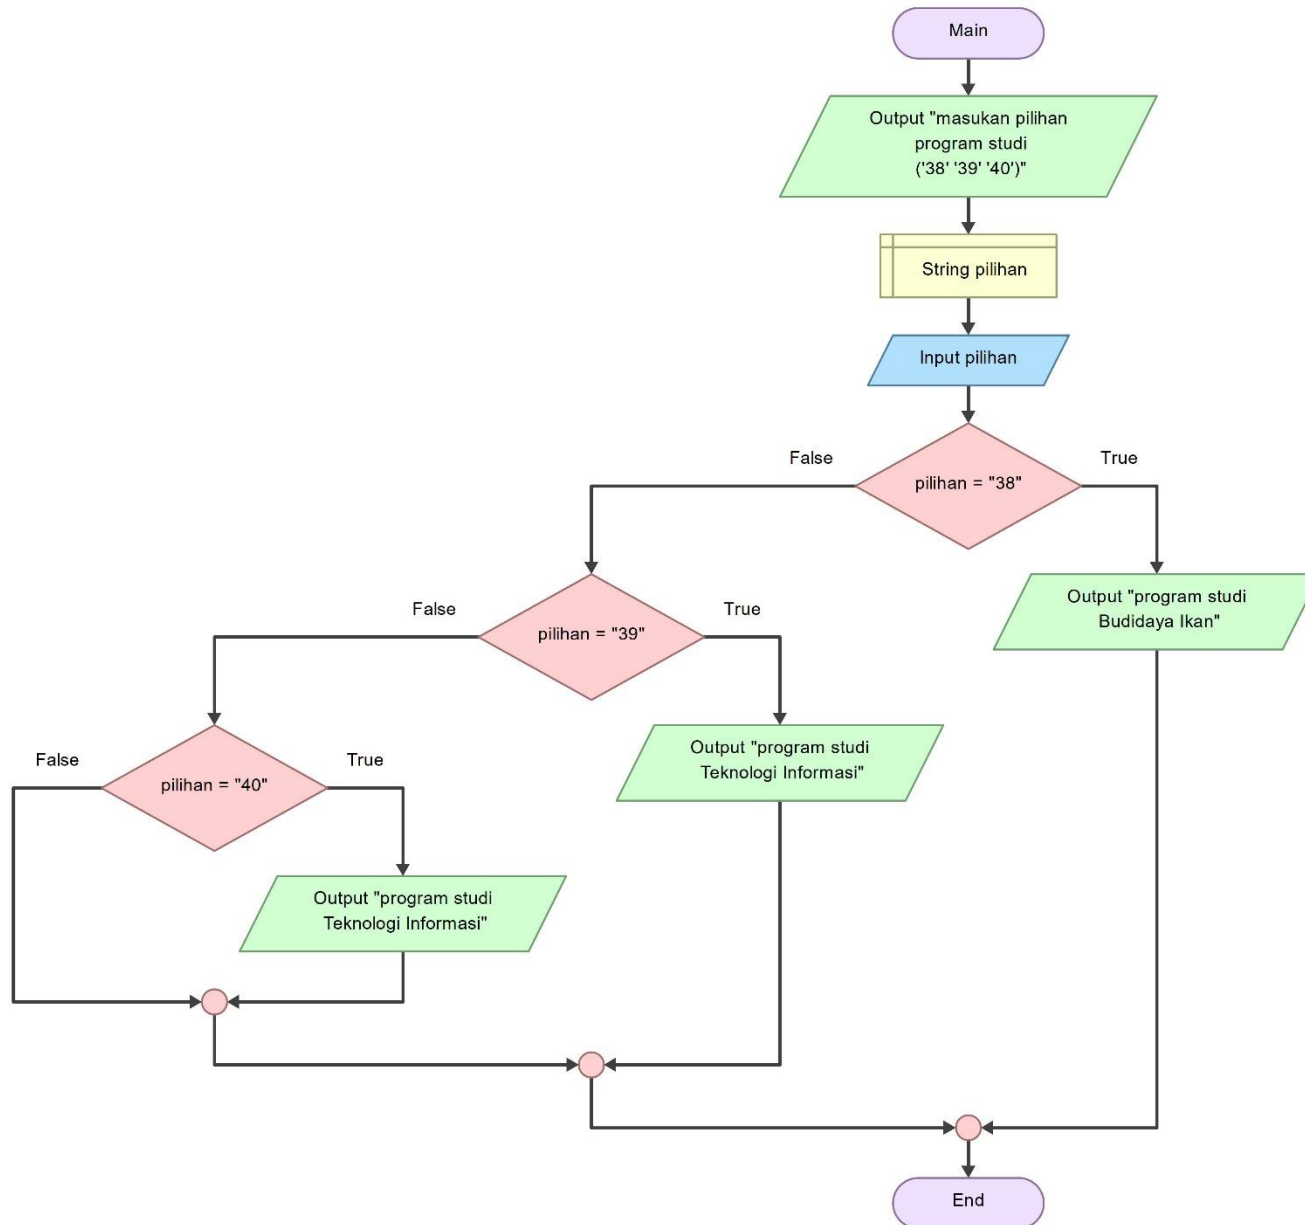 Main
Output "masukan pilihan
program studi
('38' '39' '40')"
String pilihan
Input pilihan
False
True
pilihan = "38"
False
True
pilihan = "39"
Output "program studi
Budidaya Ikan"
False
True
pilihan = "40"
Output "program studi
Teknologi Informasi"
Output "program studi
Teknologi Informasi"
End